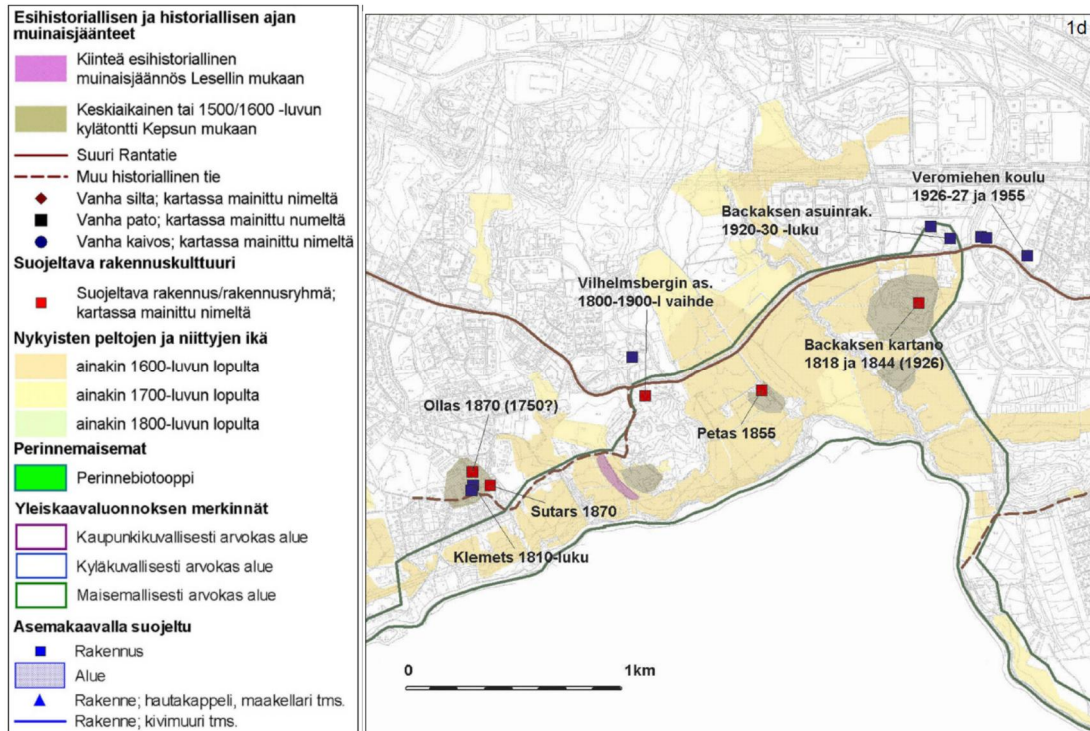 Esihistoriallisen ja historiallisen ajan
muinaisjäänteet
Kiinteä esihistoriallinen
muinaisjäännös Lesellin mukaan
Keskiaikainen tai 1500/1600 -luvun
kylätontti Kepsun mukaan
Suuri Rantatie
Muu historiallinen tie
Vanha silta; kartassa mainittu nimeltä
Vanha pato; kartassa mainittu numeltä
Vanha kaivos; kartassa mainittu nimeltä
Suojeltava rakennuskulttuuri
Suojeltava rakennus/rakennusryhmä;
kartassa mainittu nimeltä
Nykyisten peltojen ja niittyjen ikä
ainakin 1600-luvun lopulta
ainakin 1700-luvun lopulta
ainakin 1800-luvun lopulta
Perinnemaisemat
Perinnebiotooppi
Yleiskaavaluonnoksen merkinnät
Kaupunkikuvallisesti arvokas alue
Kyläkuvallisesti arvokas alue
Maisemallisesti arvokas alue
Asemakaavalla suojeltu
Rakennus
Alue
Rakenne; hautakappeli, maakellari tms.
Rakenne; kivimuuri tms.
1d
Veromiehen koulu
1926-27 ja 1955
Backaksen asuinrak.
1920-30 -luku
Vilhelmsbergin as.
1800-1900-l vaihde
Backaksen kartano
1818 ja 1844 (1926)
Ollas 1870 (1750?)
Petas 1855
Sutars 1870
Klemets 1810-luku
0 1km